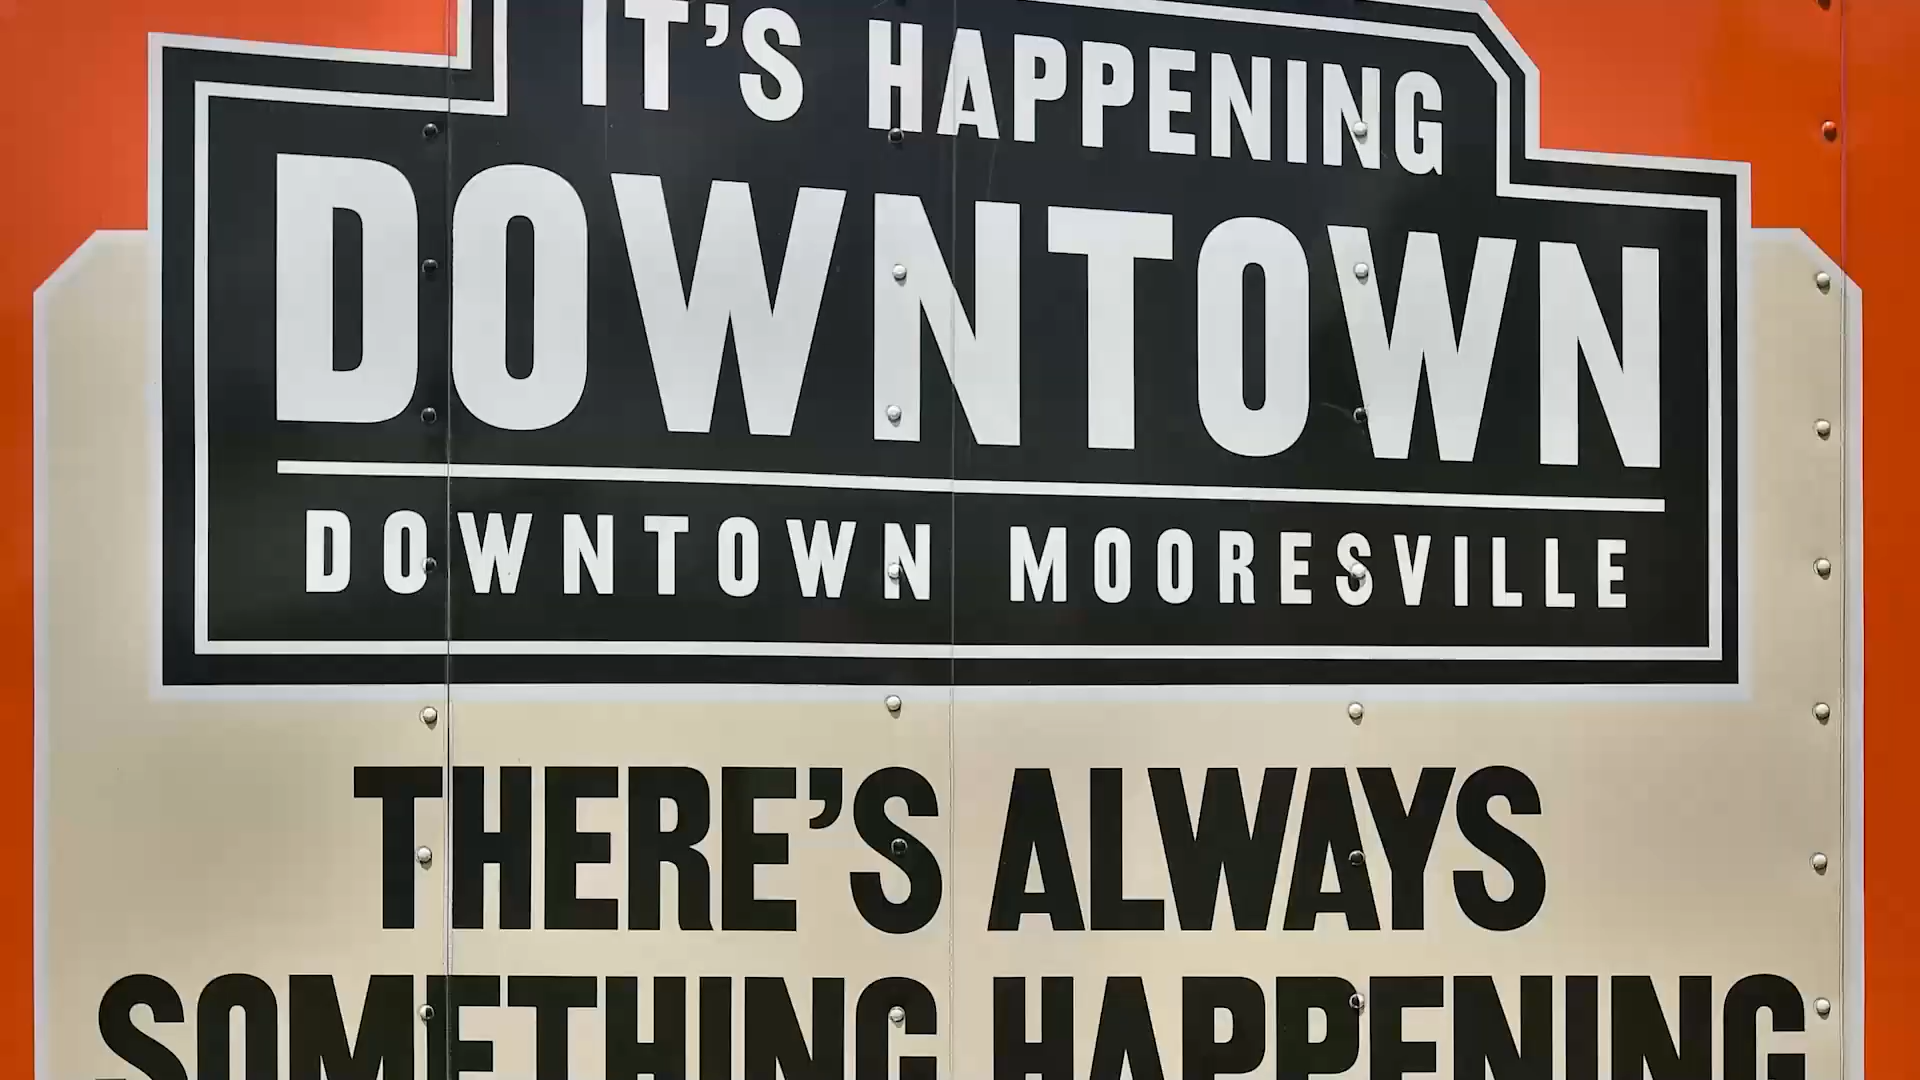 IT'S HAPPENING
DOWNTOWN
DOWNTOWN MOORESVILLE
THERE'S ALWAYS
SOMETHING HAPPENING